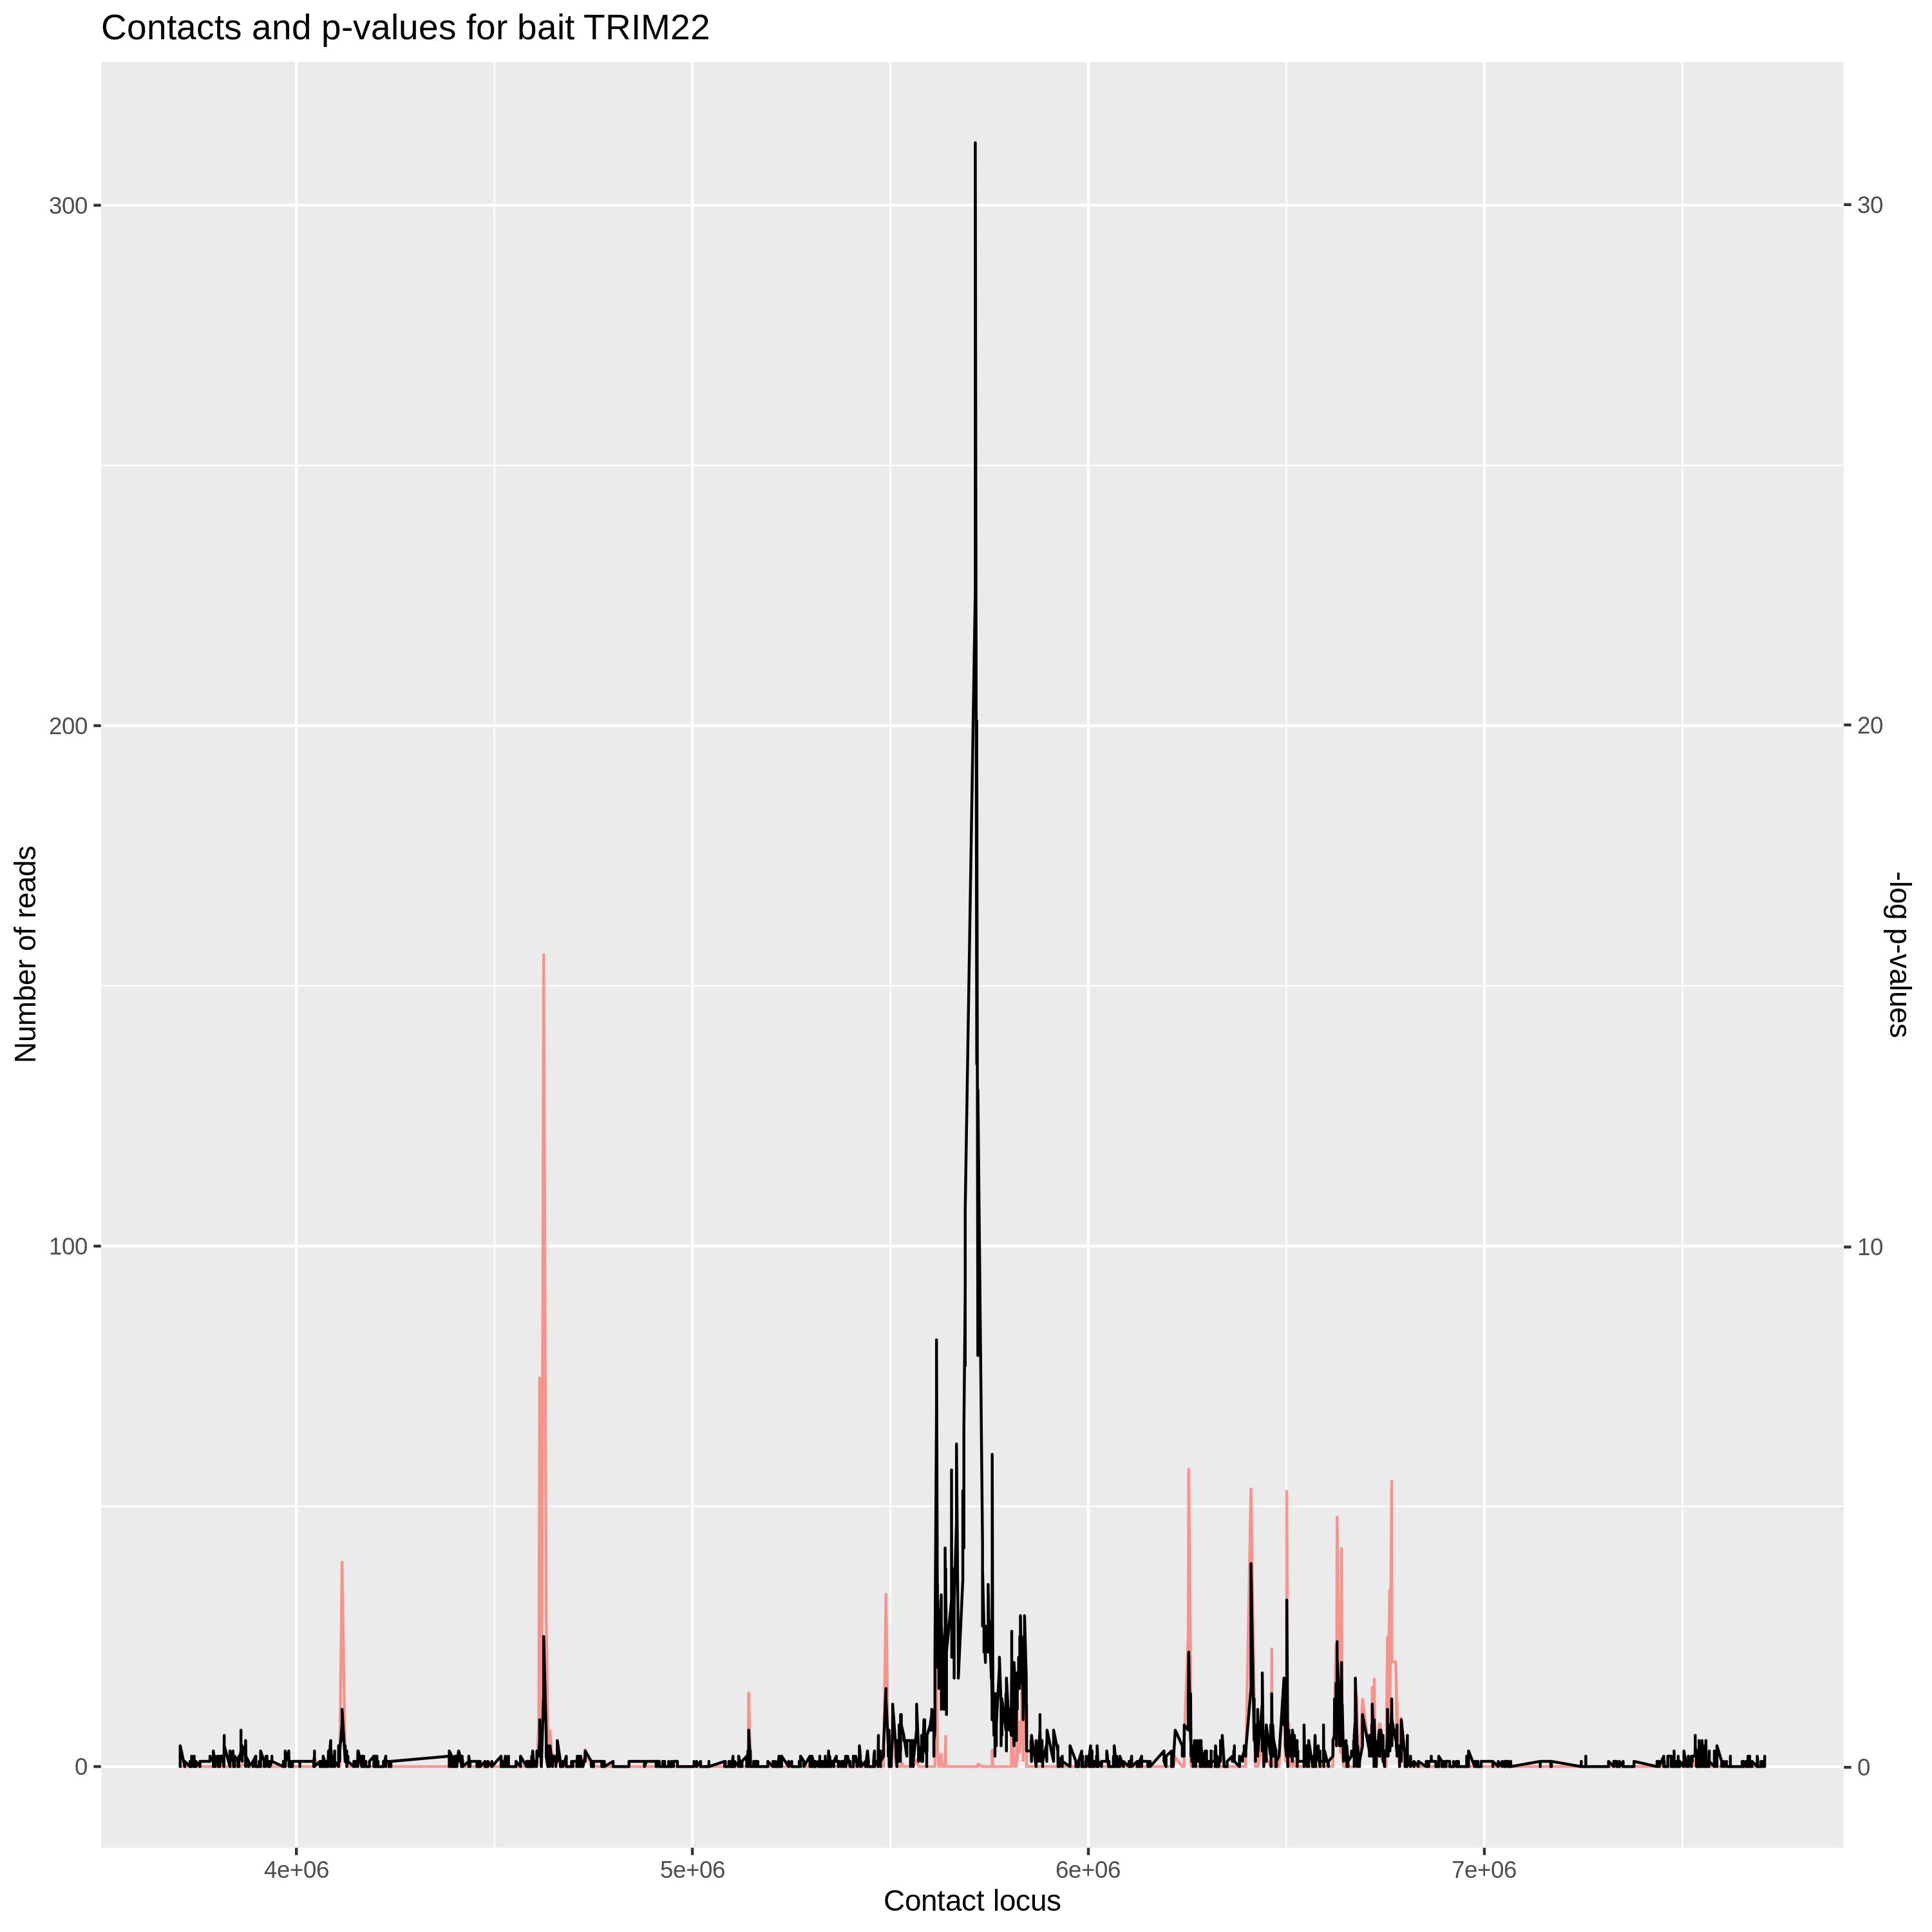 Contacts and p-values for bait TRIM22
300
200
100
0
Number of reads
30
20
10
0
-log p-values
4e+06
5e+06
6e+06
7e+06
Contact locus